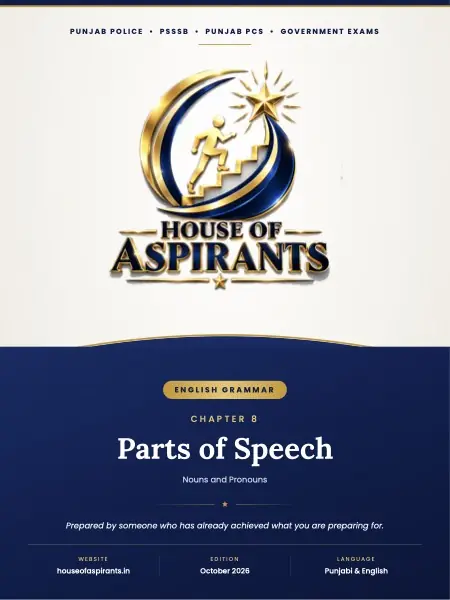 PUNJAB POLICE • PSSSB • PUNJAB PCS • GOVERNMENT EXAMS
HOUSE OF
ASPIRANTS
ENGLISH GRAMMAR
CHAPTER 8
Parts of Speech
Nouns and Pronouns
Prepared by someone who has already achieved what you are preparing for.
WEBSITE
houseofaspirants.in
EDITION
October 2026
LANGUAGE
Punjabi & English